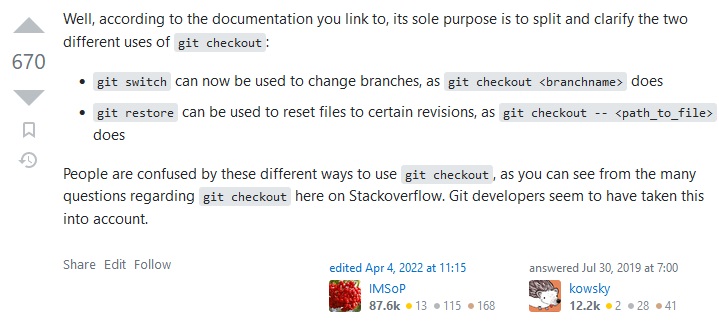 Well, according to the documentation you link to, its sole purpose is to split and clarify the two
different uses of git checkout:
670
• git switch can now be used to change branches, as git checkout <branchname> does
• git restore can be used to reset files to certain revisions, as git checkout -- <path_to_file>
does
People are confused by these different ways to use git checkout, as you can see from the many
questions regarding git checkout here on Stackoverflow. Git developers seem to have taken this
into account.
Share Edit Follow
edited Apr 4, 2022 at 11:15
IMSoP
87.6k ● 13 ● 115 ● 168
answered Jul 30, 2019 at 7:00
kowsky
12.2k ● 2 ● 28 ● 41